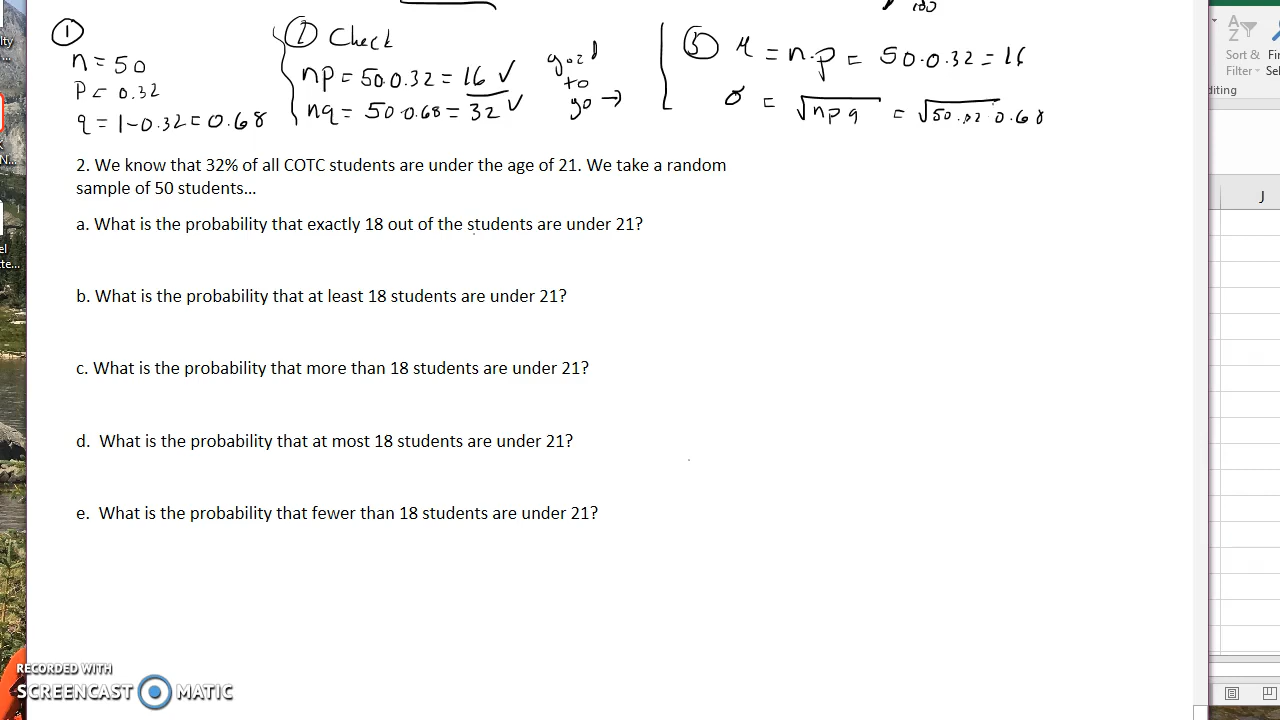 ① n = 50
P = 0.32
q = 1-0.32 = 0.68
② Check
np = 50·0.32 = 16 ✓
nq = 50·0.68 = 32 ✓
good
to
go →
③ μ = n·p = 50·0.32 = 16
σ = √npq = √50·.32·0.68
2. We know that 32% of all COTC students are under the age of 21. We take a random
sample of 50 students...
a. What is the probability that exactly 18 out of the students are under 21?
b. What is the probability that at least 18 students are under 21?
c. What is the probability that more than 18 students are under 21?
d. What is the probability that at most 18 students are under 21?
e. What is the probability that fewer than 18 students are under 21?
RECORDED WITH
SCREENCAST MATIC
Sort &
Filter
diting
J